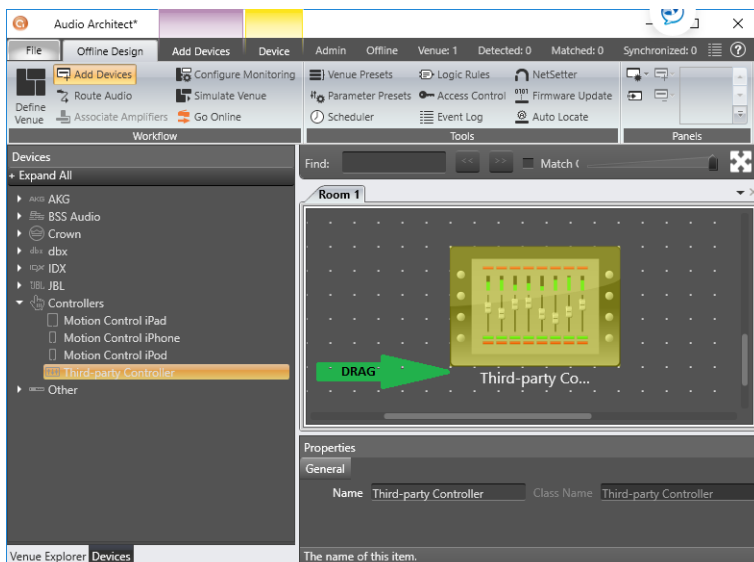 Audio Architect*
File Offline Design Add Devices Device Admin Offline Venue: 1 Detected: 0 Matched: 0 Synchronized: 0
Define Venue
Add Devices
Route Audio
Associate Amplifiers
Configure Monitoring
Simulate Venue
Go Online
Workflow
Venue Presets
Parameter Presets
Scheduler
Logic Rules
Access Control
Event Log
NetSetter
Firmware Update
Auto Locate
Tools
Panels
Devices
+ Expand All
AKG AKG
BSS Audio
Crown
dbx dbx
IDX IDX
JBL JBL
Controllers
Motion Control iPad
Motion Control iPhone
Motion Control iPod
Third-party Controller
Other
Venue Explorer Devices
Find: << >> Match (
Room 1
DRAG
Third-party Co...
Properties
General
Name Third-party Controller Class Name Third-party Controller
The name of this item.